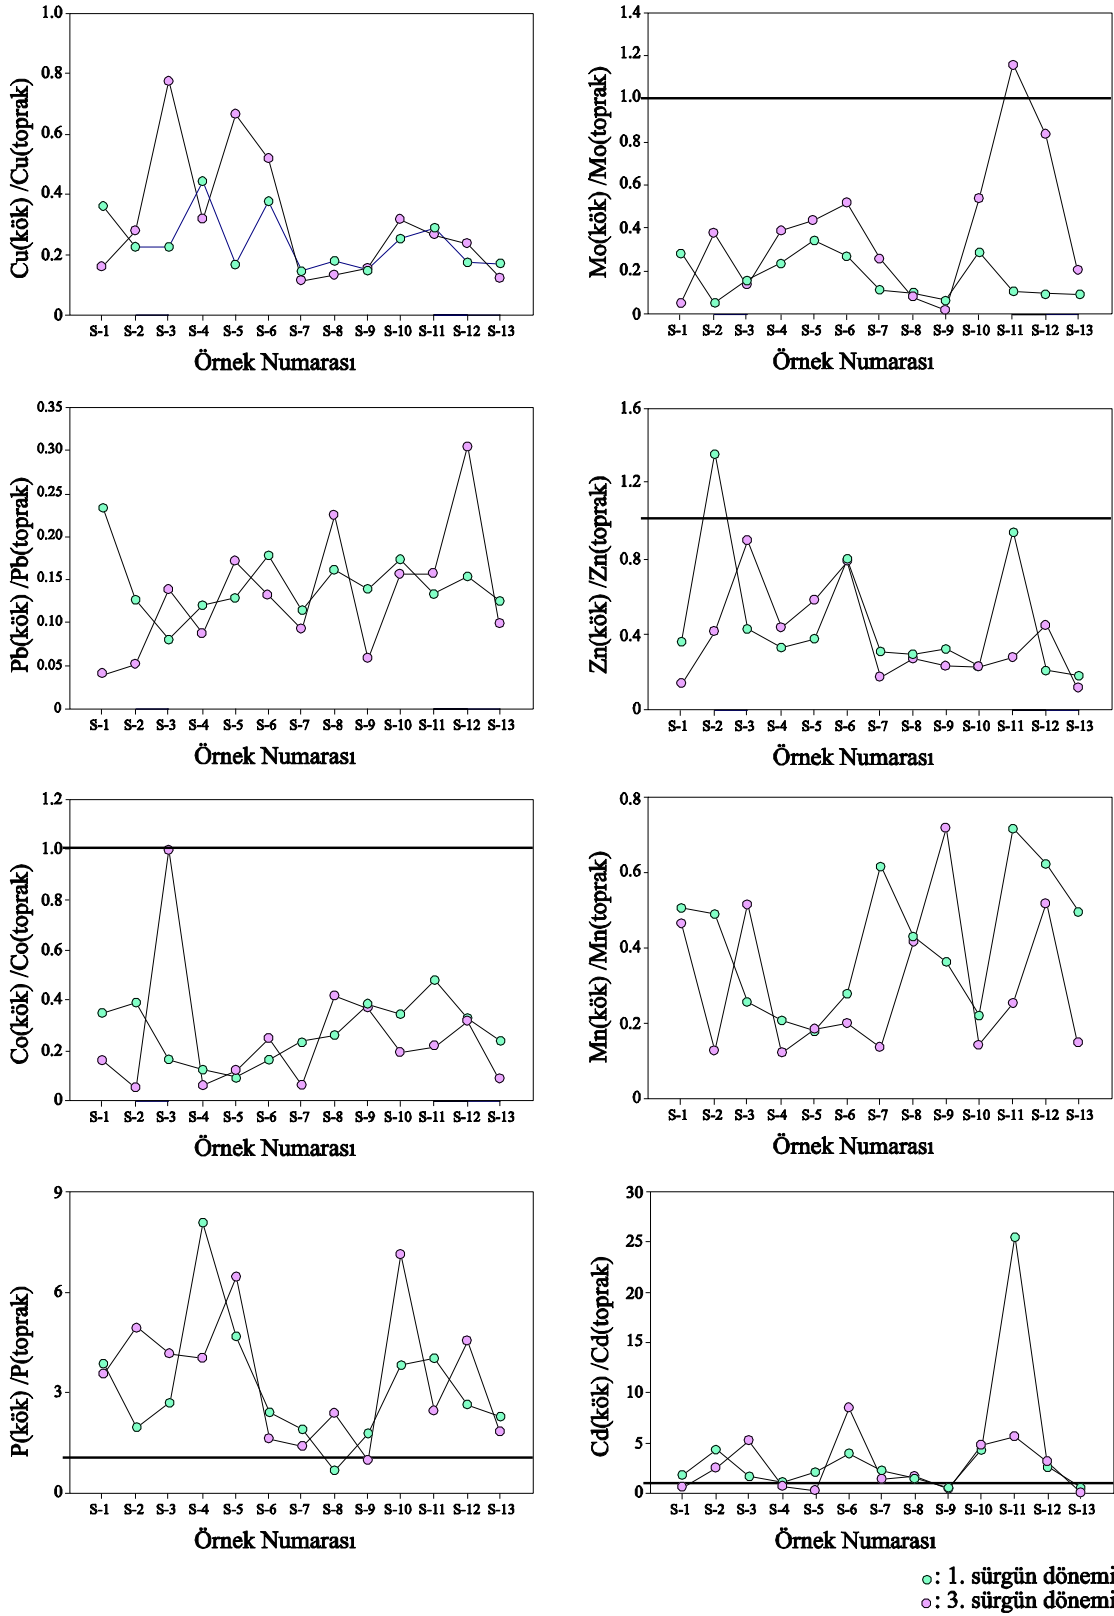 Cu(kök) /Cu(toprak)
1.0
0.8
0.6
0.4
0.2
0
S-1 S-2 S-3 S-4 S-5 S-6 S-7 S-8 S-9 S-10 S-11 S-12 S-13
Örnek Numarası
Mo(kök) /Mo(toprak)
1.4
1.2
1.0
0.8
0.6
0.4
0.2
0
S-1 S-2 S-3 S-4 S-5 S-6 S-7 S-8 S-9 S-10 S-11 S-12 S-13
Örnek Numarası
Pb(kök) /Pb(toprak)
0.35
0.30
0.25
0.20
0.15
0.10
0.05
0
S-1 S-2 S-3 S-4 S-5 S-6 S-7 S-8 S-9 S-10 S-11 S-12 S-13
Örnek Numarası
Zn(kök) /Zn(toprak)
1.6
1.2
0.8
0.4
0
S-1 S-2 S-3 S-4 S-5 S-6 S-7 S-8 S-9 S-10 S-11 S-12 S-13
Örnek Numarası
Co(kök) /Co(toprak)
1.2
1.0
0.8
0.6
0.4
0.2
0
S-1 S-2 S-3 S-4 S-5 S-6 S-7 S-8 S-9 S-10 S-11 S-12 S-13
Örnek Numarası
Mn(kök) /Mn(toprak)
0.8
0.6
0.4
0.2
0
S-1 S-2 S-3 S-4 S-5 S-6 S-7 S-8 S-9 S-10 S-11 S-12 S-13
Örnek Numarası
P(kök) /P(toprak)
9
6
3
0
S-1 S-2 S-3 S-4 S-5 S-6 S-7 S-8 S-9 S-10 S-11 S-12 S-13
Örnek Numarası
Cd(kök) /Cd(toprak)
30
25
20
15
10
5
0
S-1 S-2 S-3 S-4 S-5 S-6 S-7 S-8 S-9 S-10 S-11 S-12 S-13
Örnek Numarası
: 1. sürgün dönemi
: 3. sürgün dönemi